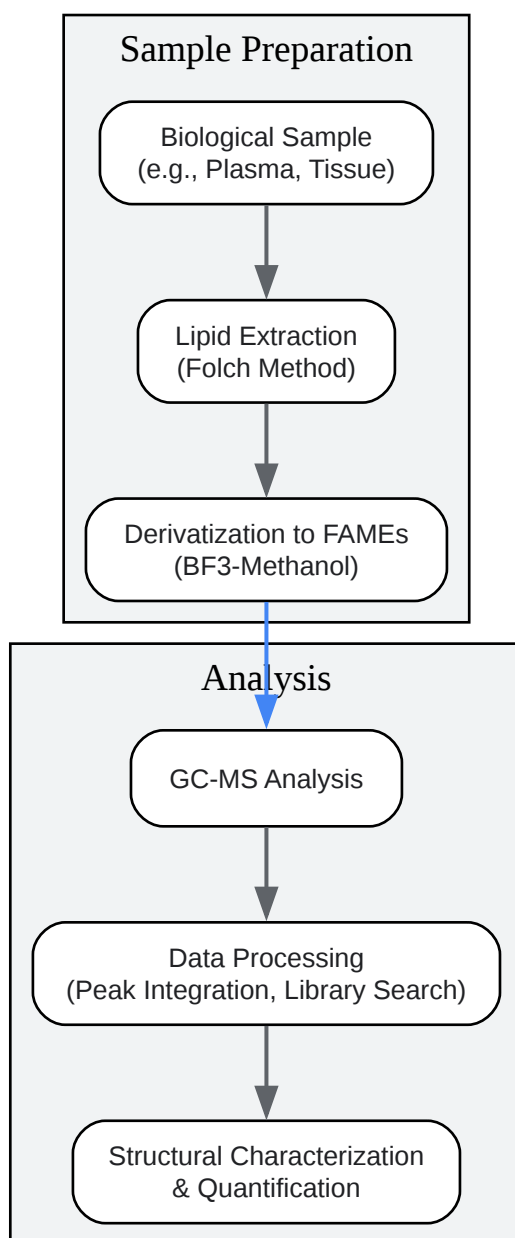 Sample Preparation
Biological Sample
(e.g., Plasma, Tissue)
Lipid Extraction
(Folch Method)
Derivatization to FAMEs
(BF3-Methanol)
Analysis
GC-MS Analysis
Data Processing
(Peak Integration, Library Search)
Structural Characterization
& Quantification